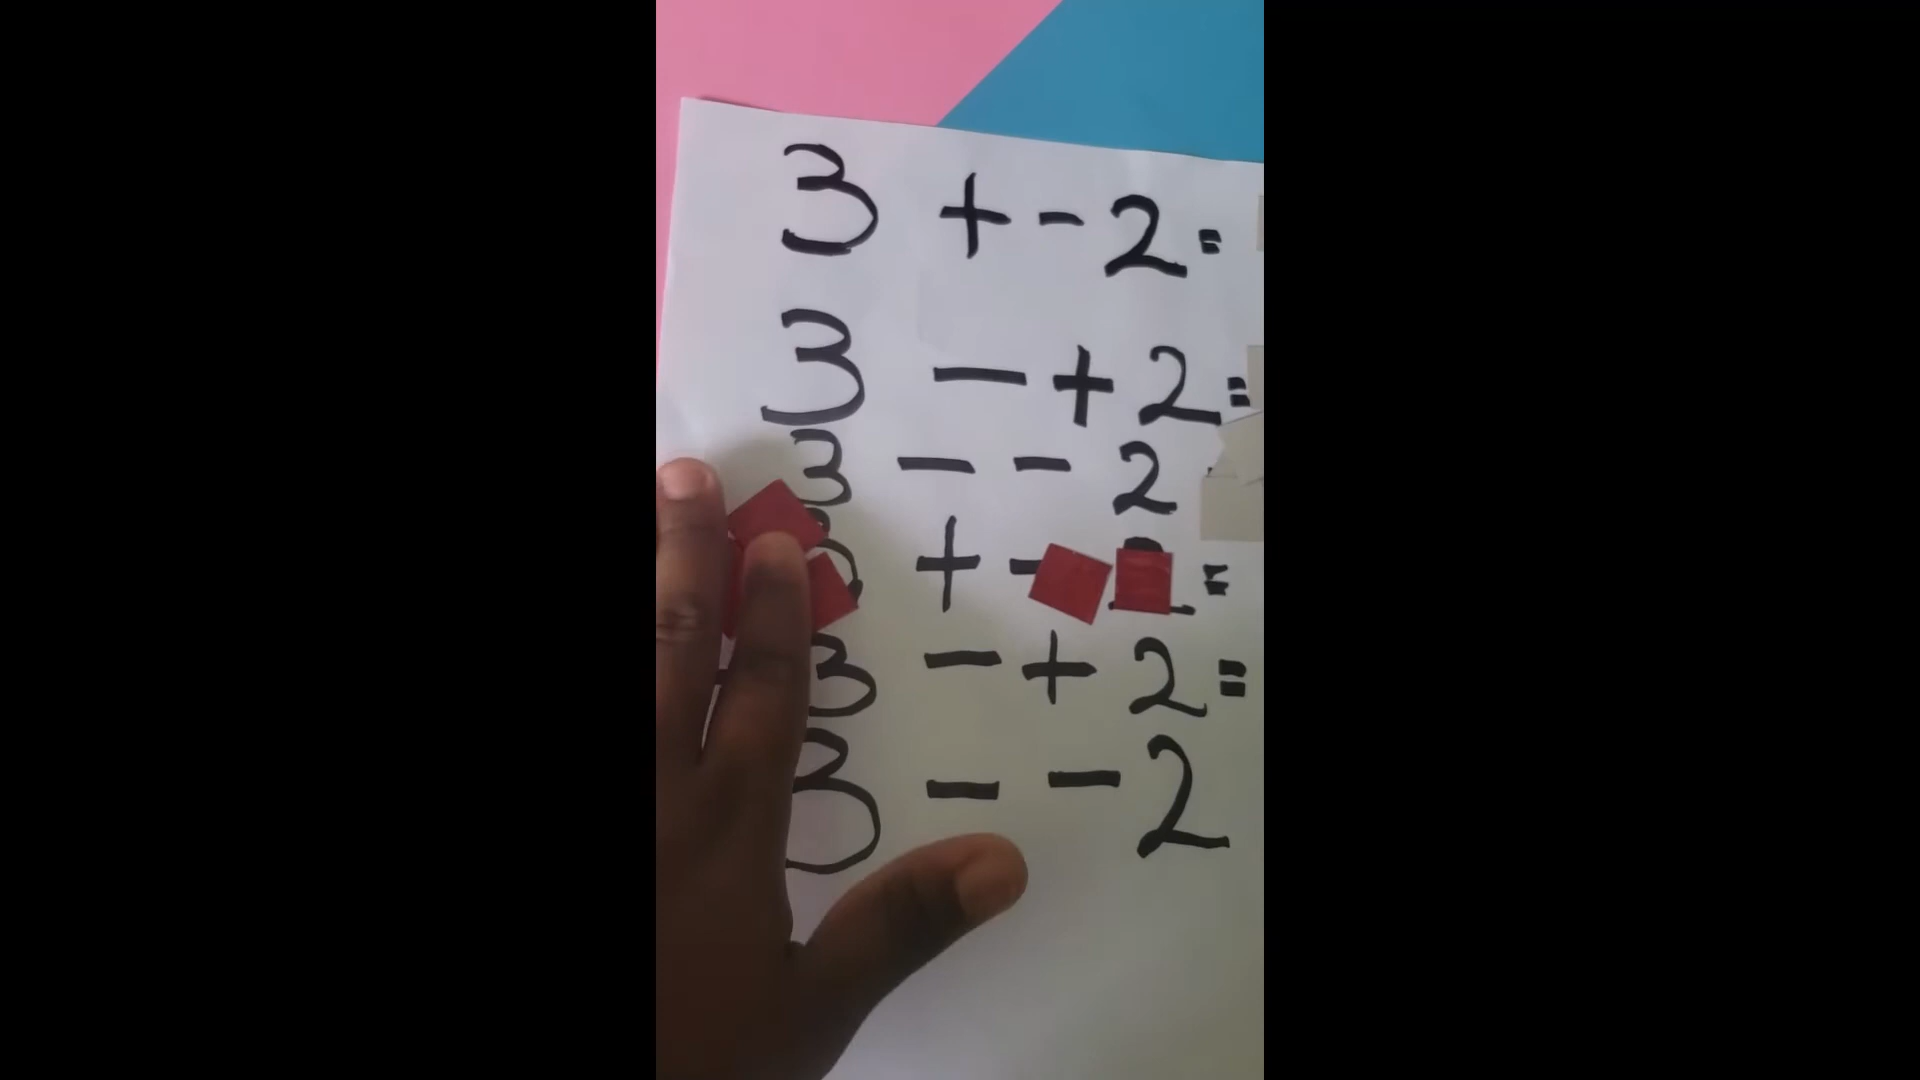 3 + - 2 =
3 - + 2 =
3 - - 2
+ - =
3 - + 2 =
3 - - 2